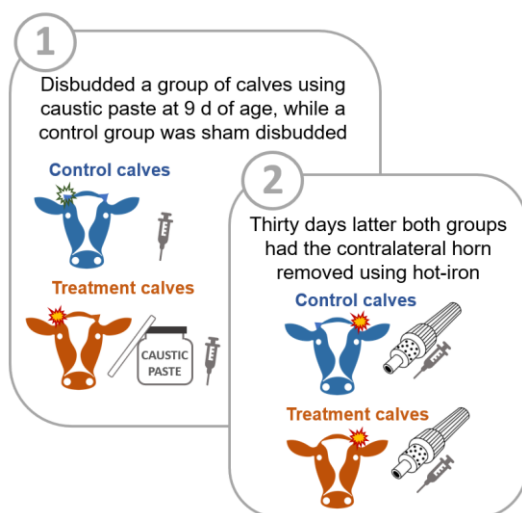 1
Disbudded a group of calves using
caustic paste at 9 d of age, while a
control group was sham disbudded
Control calves
Treatment calves
CAUSTIC
PASTE
2
Thirty days latter both groups
had the contralateral horn
removed using hot-iron
Control calves
Treatment calves